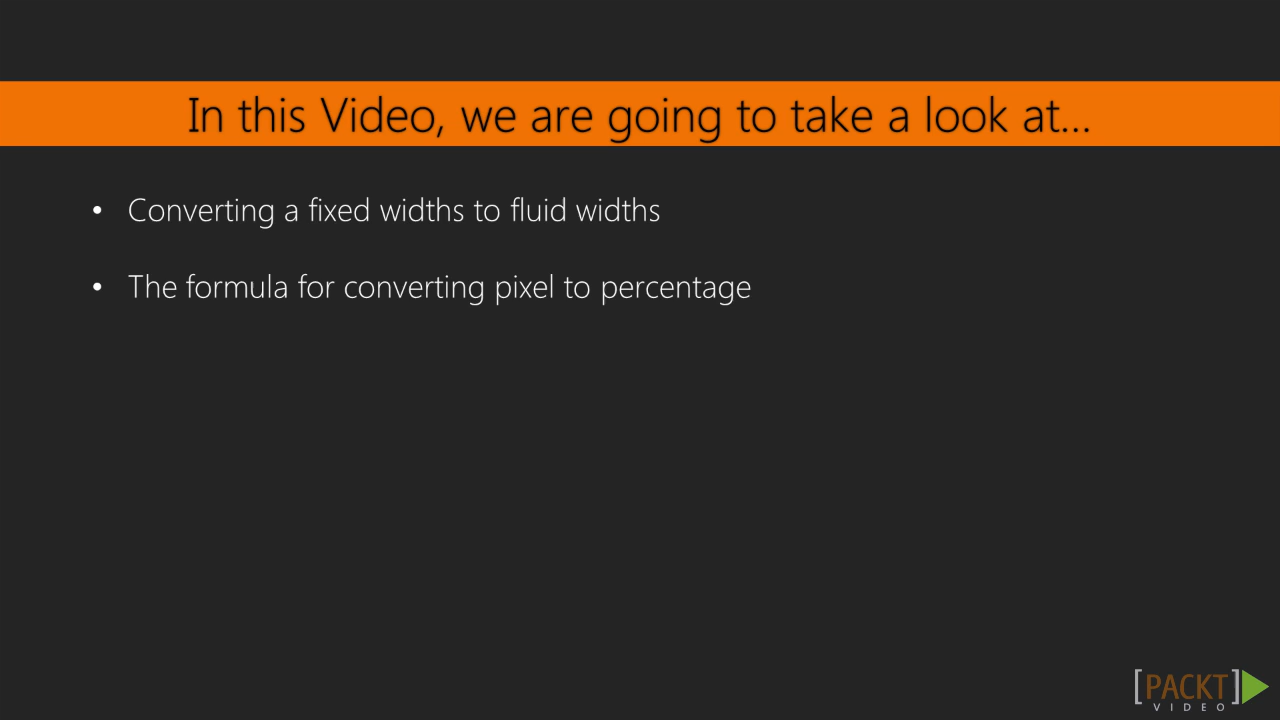 In this Video, we are going to take a look at...
• Converting a fixed widths to fluid widths
• The formula for converting pixel to percentage
[PACKT]
VIDEO